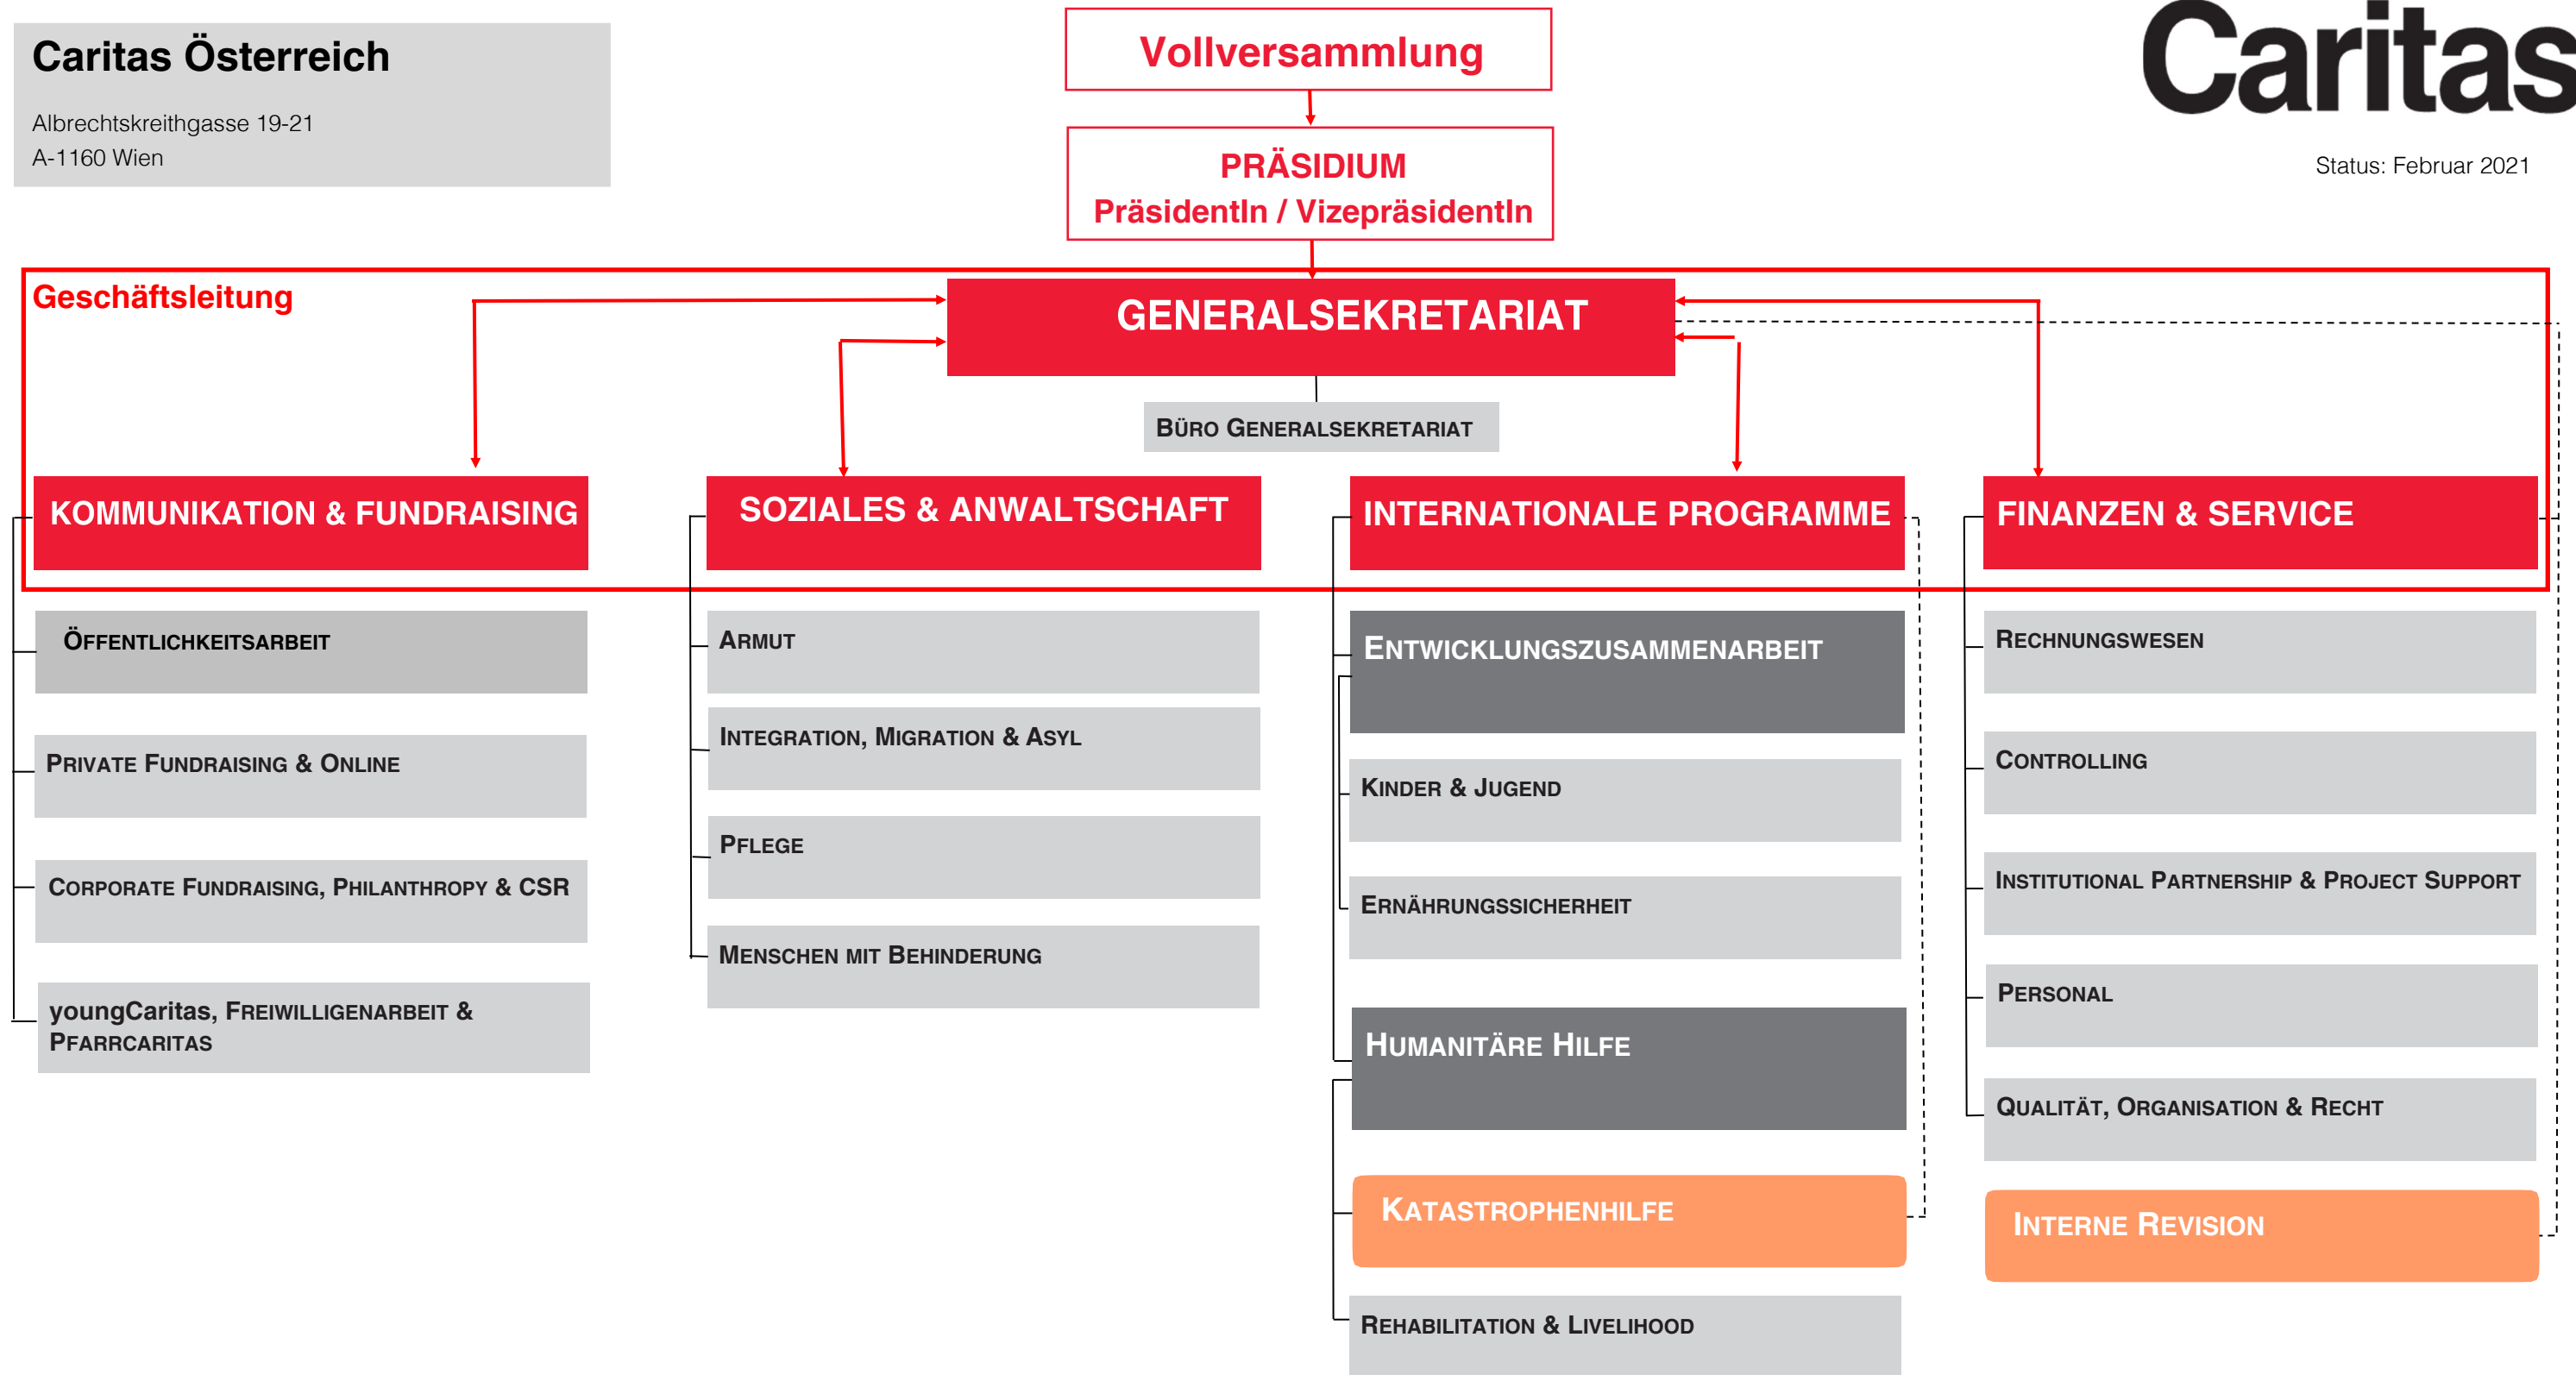 Caritas Österreich
Albrechtskreithgasse 19-21
A-1160 Wien
Vollversammlung
PRÄSIDIUM
PräsidentIn / VizepräsidentIn
Caritas
Status: Februar 2021
Geschäftsleitung
GENERALSEKRETARIAT
BÜRO GENERALSEKRETARIAT
KOMMUNIKATION & FUNDRAISING
ÖFFENTLICHKEITSARBEIT
PRIVATE FUNDRAISING & ONLINE
CORPORATE FUNDRAISING, PHILANTHROPY & CSR
youngCaritas, FREIWILLIGENARBEIT &
PFARRCARITAS
SOZIALES & ANWALTSCHAFT
ARMUT
INTEGRATION, MIGRATION & ASYL
PFLEGE
MENSCHEN MIT BEHINDERUNG
INTERNATIONALE PROGRAMME
ENTWICKLUNGSZUSAMMENARBEIT
KINDER & JUGEND
ERNÄHRUNGSSICHERHEIT
HUMANITÄRE HILFE
KATASTROPHENHILFE
REHABILITATION & LIVELIHOOD
FINANZEN & SERVICE
RECHNUNGSWESEN
CONTROLLING
INSTITUTIONAL PARTNERSHIP & PROJECT SUPPORT
PERSONAL
QUALITÄT, ORGANISATION & RECHT
INTERNE REVISION